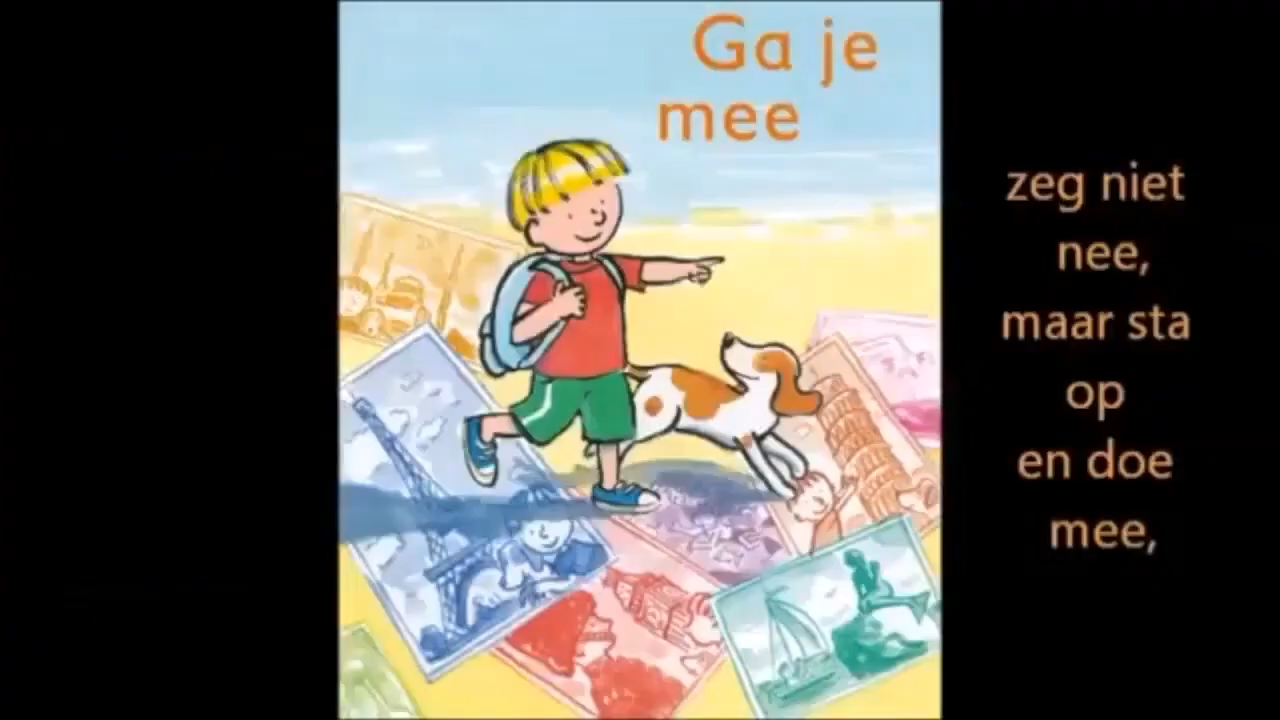 Ga je
mee
zeg niet
nee,
maar sta
op
en doe
mee,